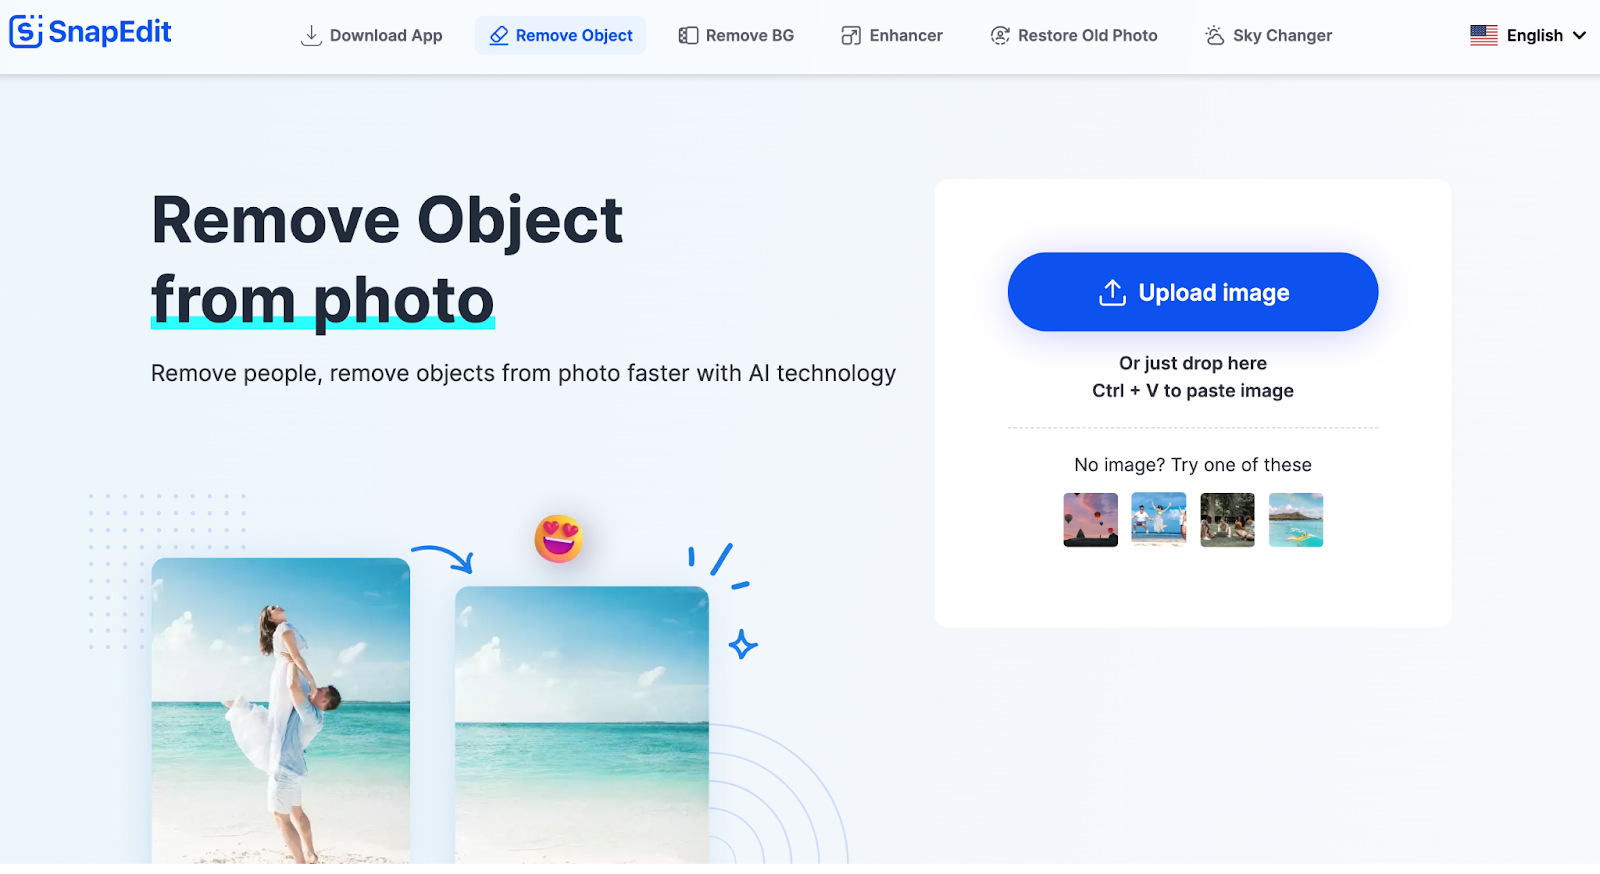 SnapEdit
Download App
Remove Object
Remove BG
Enhancer
Restore Old Photo
Sky Changer
English
Remove Object
from photo
Remove people, remove objects from photo faster with AI technology
Upload image
Or just drop here
Ctrl + V to paste image
No image? Try one of these